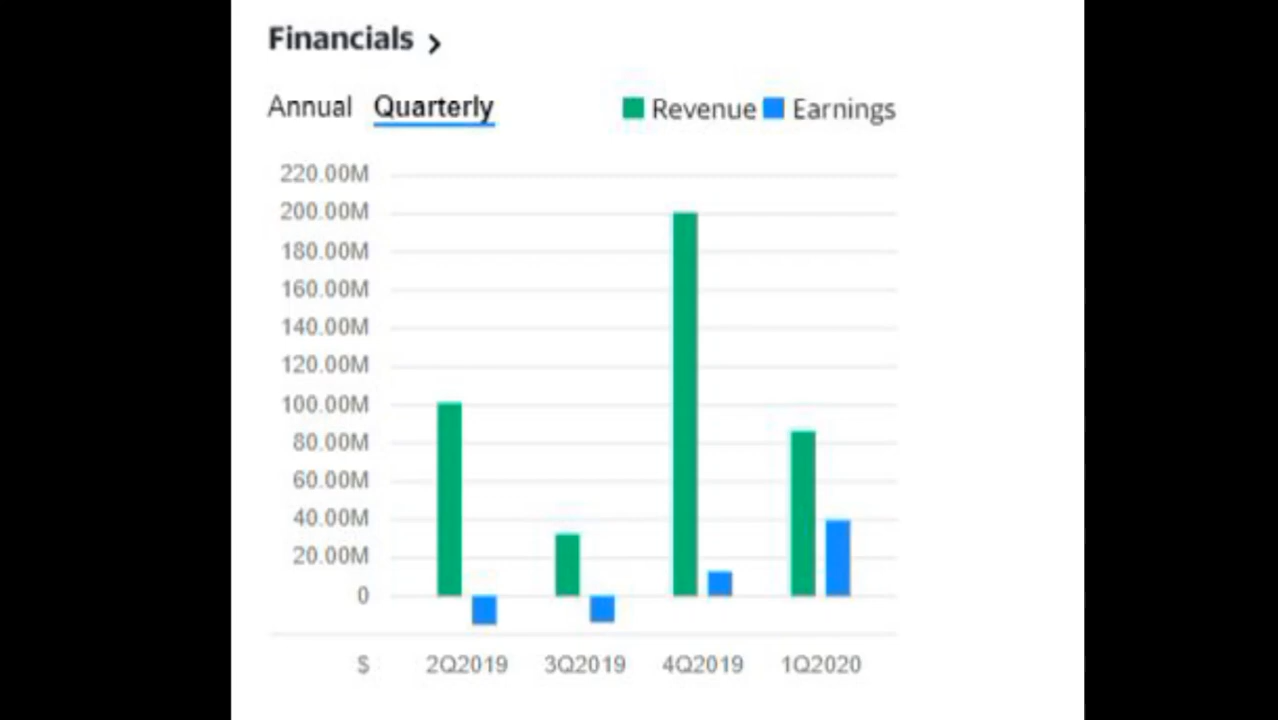 Financials >
Annual Quarterly Revenue Earnings
220.00M
200.00M
180.00M
160.00M
140.00M
120.00M
100.00M
80.00M
60.00M
40.00M
20.00M
0
$ 2Q2019 3Q2019 4Q2019 1Q2020